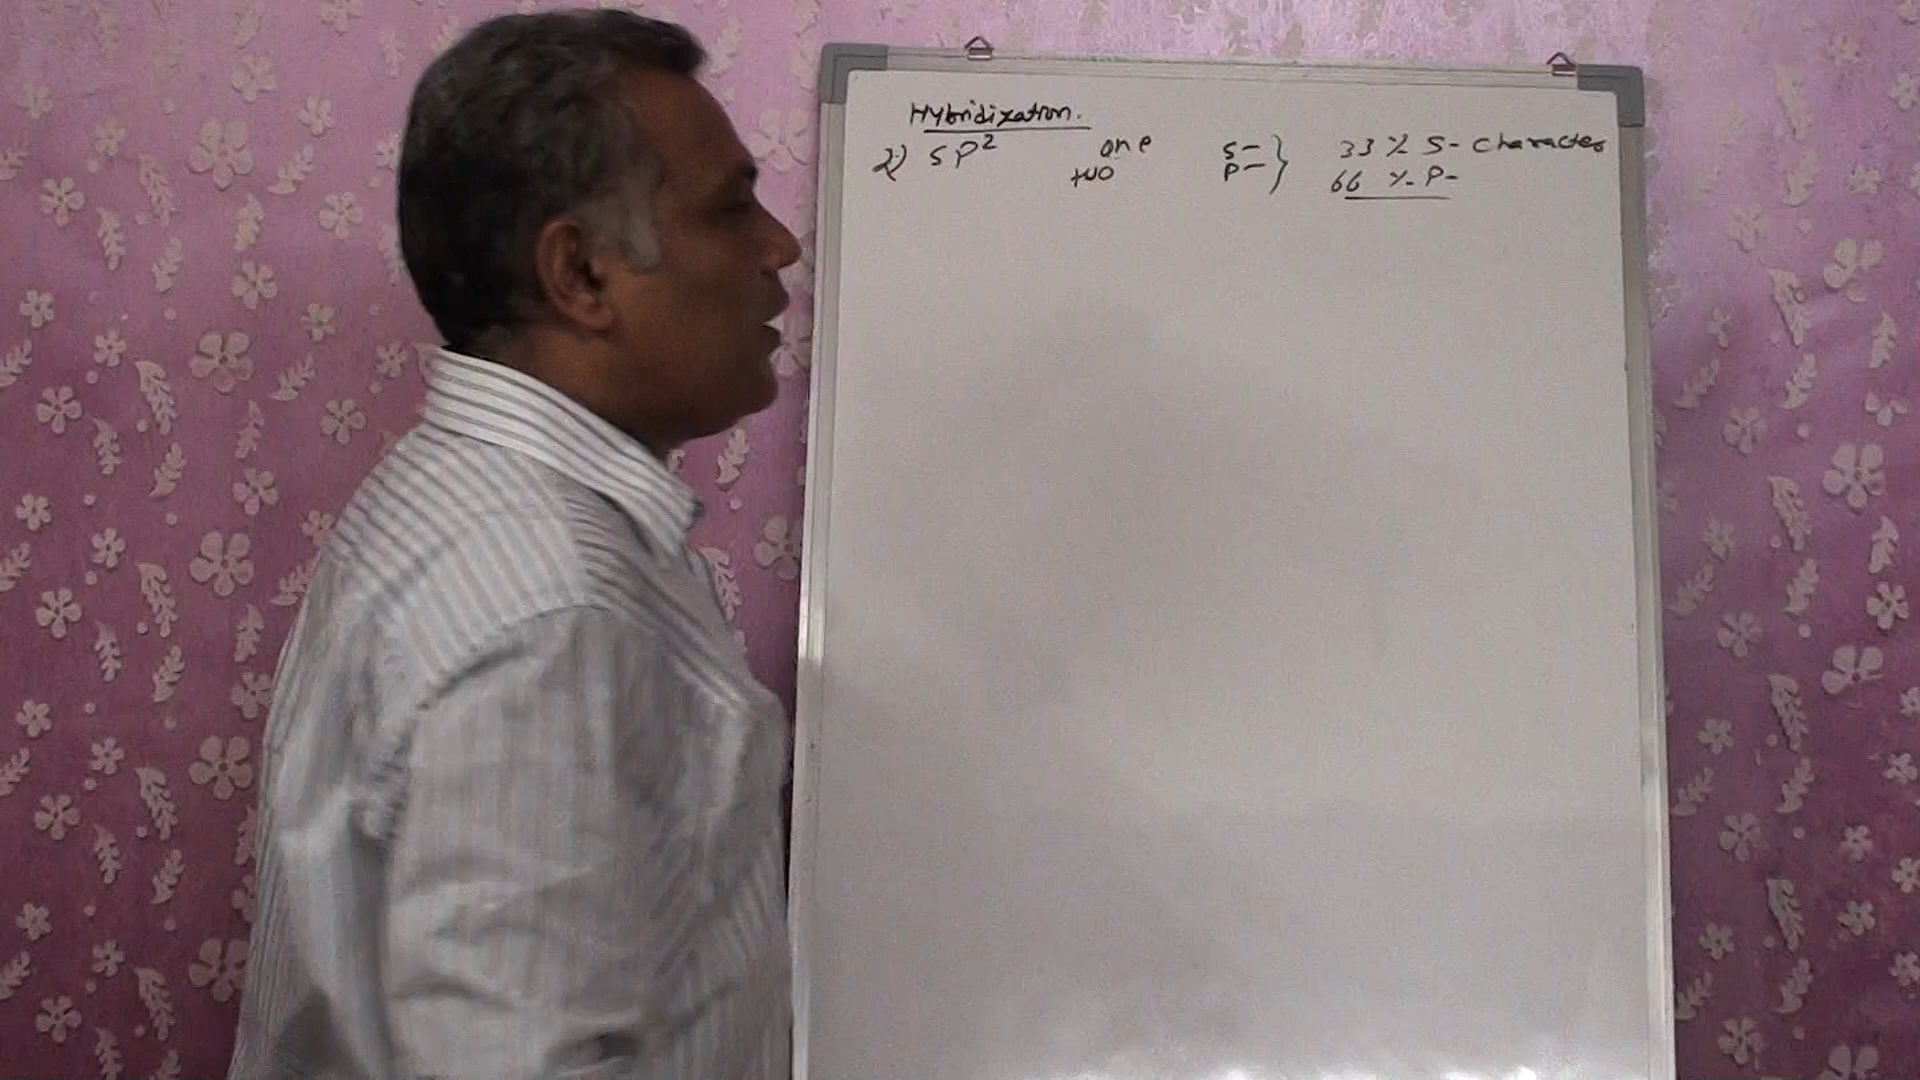 Hybridization.
2) SP² one S- } 33 % S- character
two P- } 66 % P-